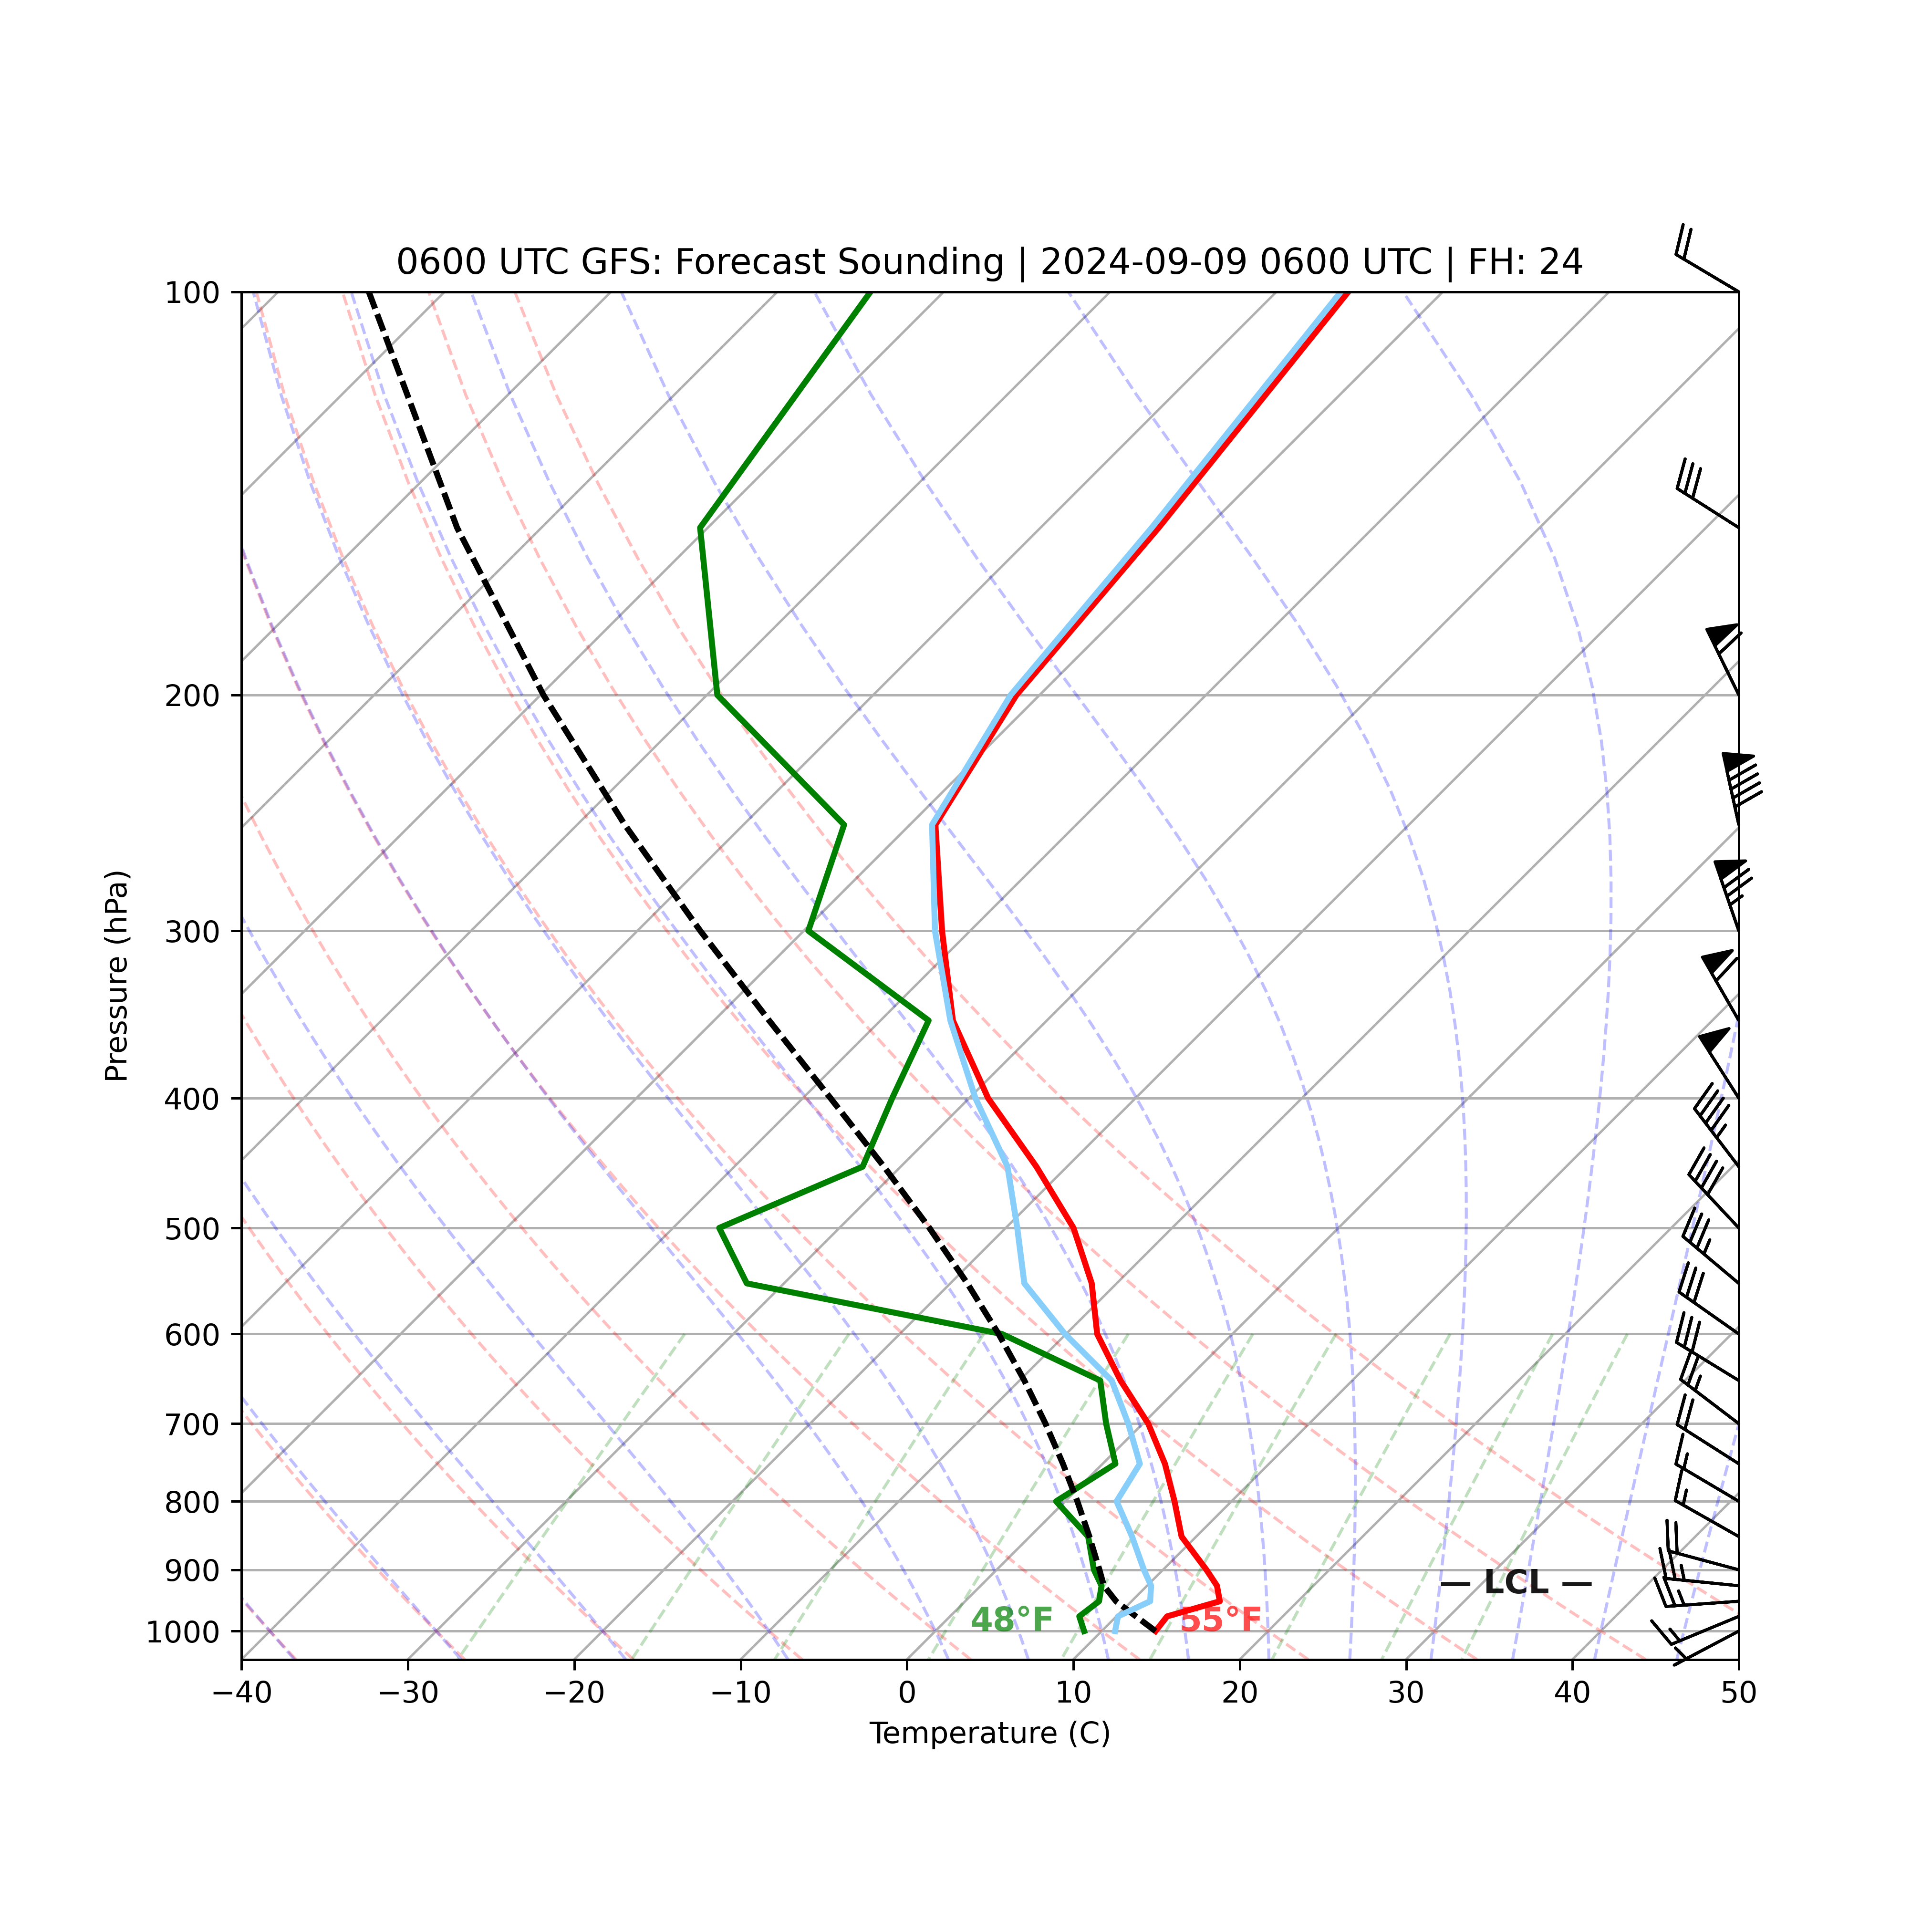 0600 UTC GFS: Forecast Sounding | 2024-09-09 0600 UTC | FH: 24
100
200
300
400
500
600
700
800
900
1000
Pressure (hPa)
— LCL —
48°F 55°F
−40 −30 −20 −10 0 10 20 30 40 50
Temperature (C)